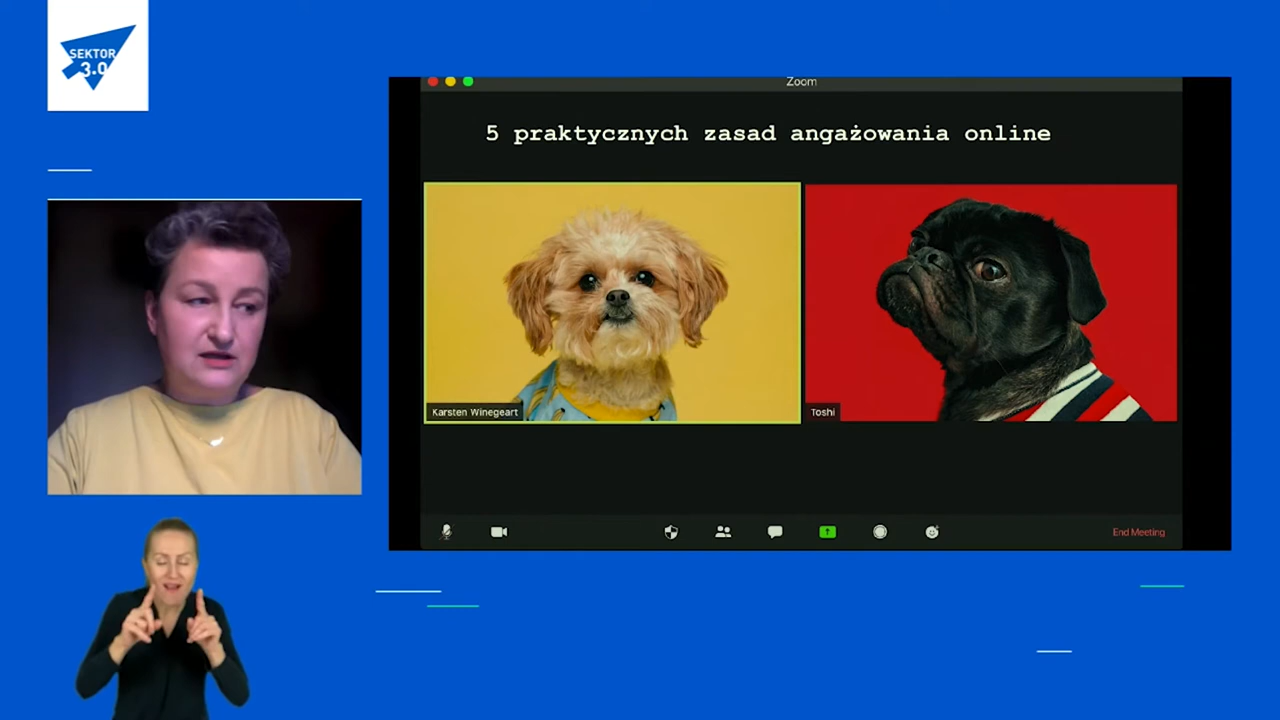 SEKTOR
3.0
Zoom
5 praktycznych zasad angażowania online
Karsten Winegeart
Toshi
End Meeting